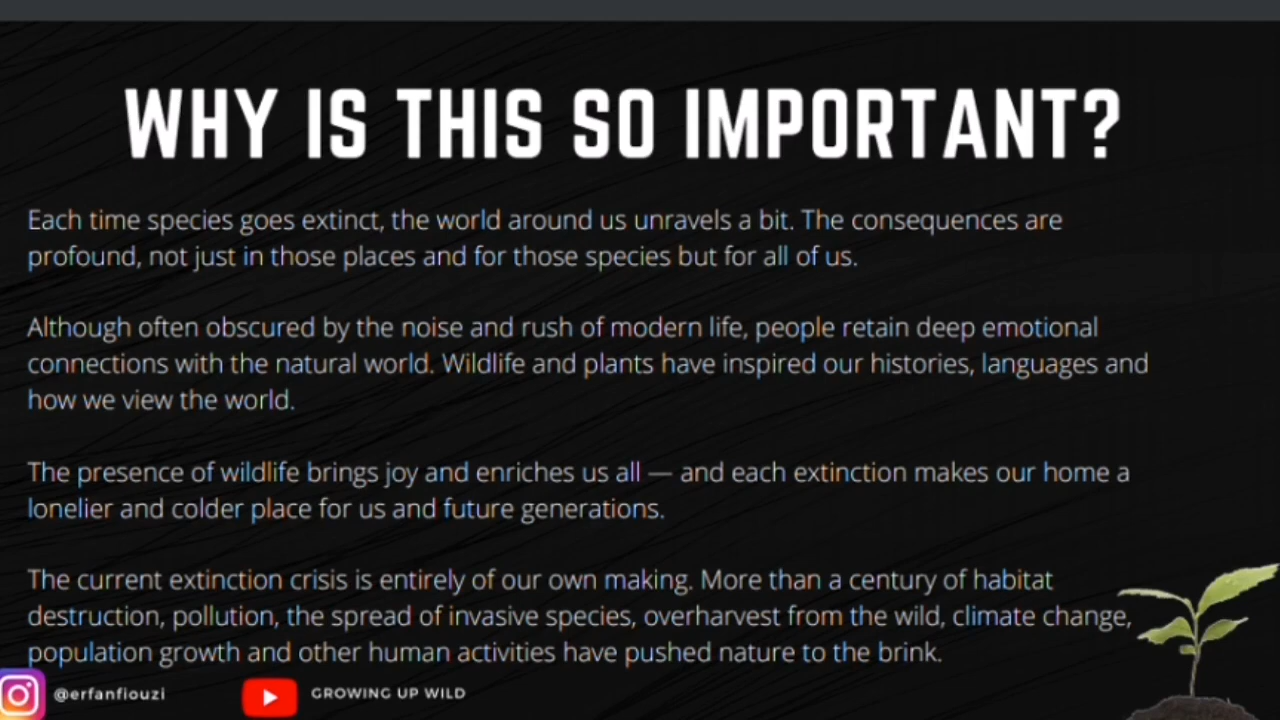 WHY IS THIS SO IMPORTANT?
Each time species goes extinct, the world around us unravels a bit. The consequences are
profound, not just in those places and for those species but for all of us.
Although often obscured by the noise and rush of modern life, people retain deep emotional
connections with the natural world. Wildlife and plants have inspired our histories, languages and
how we view the world.
The presence of wildlife brings joy and enriches us all — and each extinction makes our home a
lonelier and colder place for us and future generations.
The current extinction crisis is entirely of our own making. More than a century of habitat
destruction, pollution, the spread of invasive species, overharvest from the wild, climate change,
population growth and other human activities have pushed nature to the brink.
@erfanfiouzi GROWING UP WILD